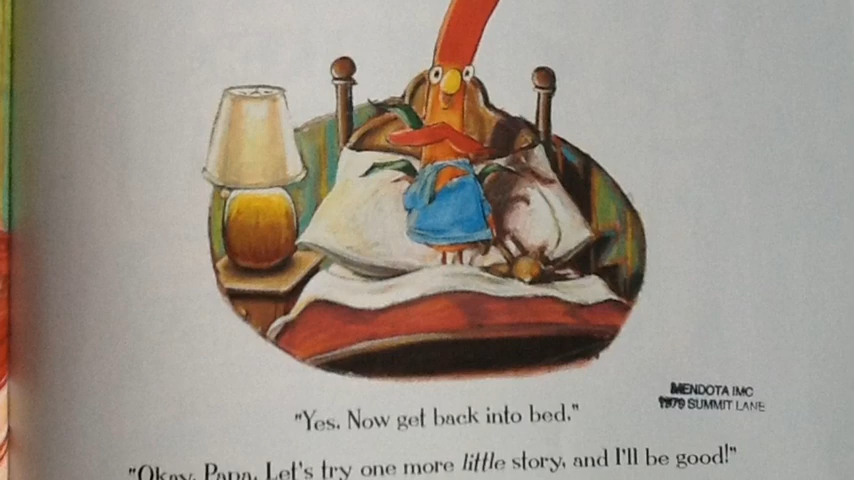 "Yes. Now get back into bed."
MENDOTA IMC
1979 SUMMIT LANE
"Okay, Papa. Let's try one more little story, and I'll be good!"